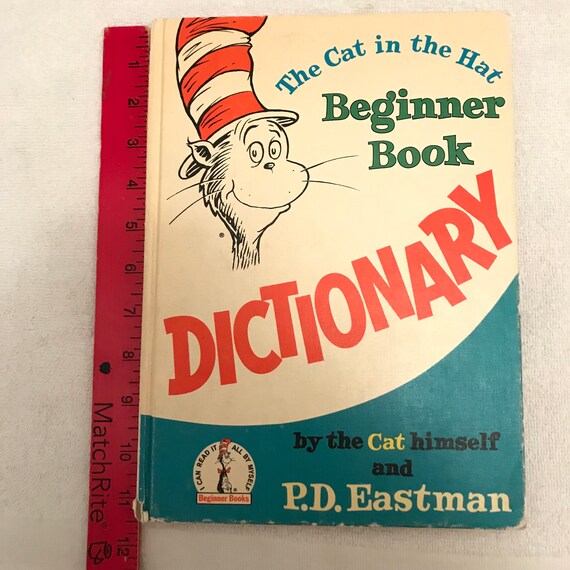 The Cat in the Hat
Beginner
Book
DICTIONARY
®
by the Cat himself
and
P.D. Eastman
I CAN READ IT ALL BY MYSELF
Beginner Books
1
2
3
4
5
6
7
8
9
10
11
12
MatchRite